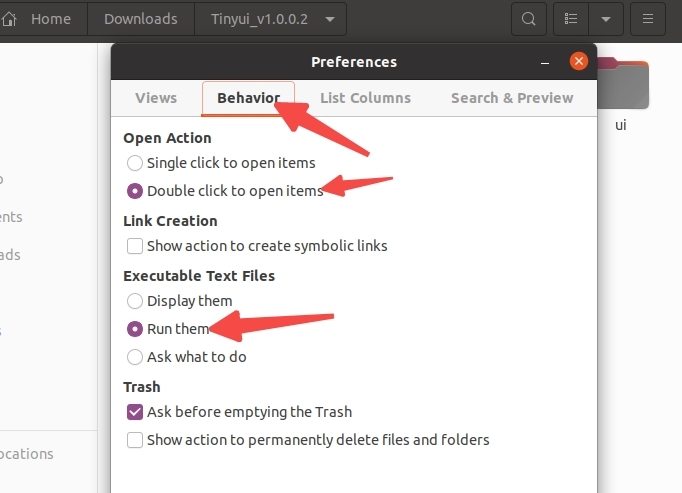 Home Downloads Tinyui_v1.0.0.2
Preferences
Views Behavior List Columns Search & Preview
ui
Open Action
Single click to open items
Double click to open items
Link Creation
Show action to create symbolic links
Executable Text Files
Display them
Run them
Ask what to do
Trash
Ask before emptying the Trash
Show action to permanently delete files and folders